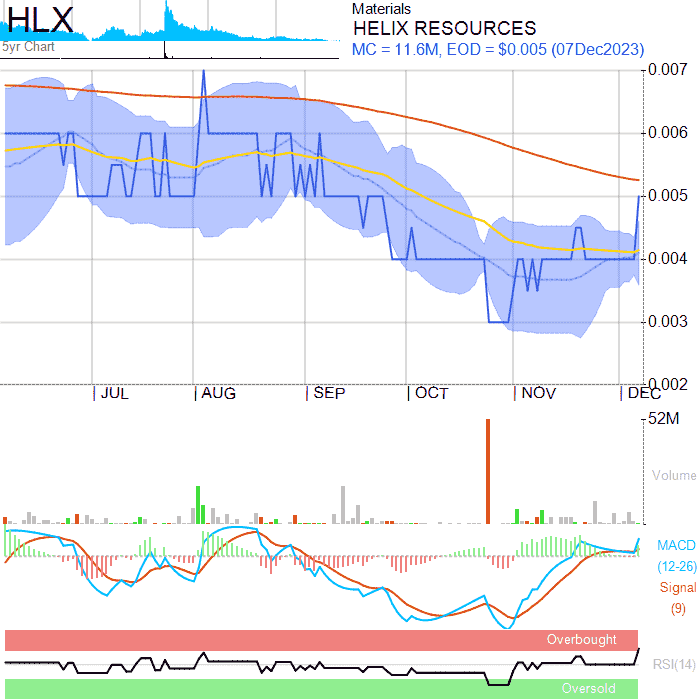 HLX
5yr Chart
Materials
HELIX RESOURCES
MC = 11.6M, EOD = $0.005 (07Dec2023)
0.007
0.006
0.005
0.004
0.003
0.002
JUL
AUG
SEP
OCT
NOV
DEC
52M
Volume
MACD
(12-26)
Signal
(9)
Overbought
RSI(14)
Oversold